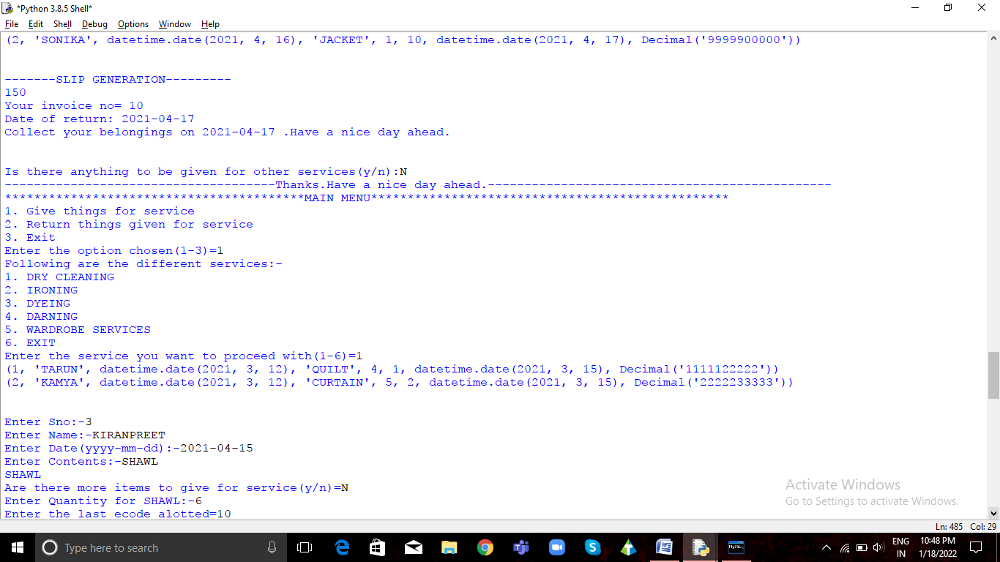 *Python 3.8.5 Shell*
File Edit Shell Debug Options Window Help
(2, 'SONIKA', datetime.date(2021, 4, 16), 'JACKET', 1, 10, datetime.date(2021, 4, 17), Decimal('9999900000'))
-------SLIP GENERATION---------
150
Your invoice no= 10
Date of return: 2021-04-17
Collect your belongings on 2021-04-17 .Have a nice day ahead.
Is there anything to be given for other services(y/n):N
-------------------------------------Thanks.Have a nice day ahead.-----------------------------------------------
*****************************************MAIN MENU*************************************************
1. Give things for service
2. Return things given for service
3. Exit
Enter the option chosen(1-3)=1
Following are the different services:-
1. DRY CLEANING
2. IRONING
3. DYEING
4. DARNING
5. WARDROBE SERVICES
6. EXIT
Enter the service you want to proceed with(1-6)=1
(1, 'TARUN', datetime.date(2021, 3, 12), 'QUILT', 4, 1, datetime.date(2021, 3, 15), Decimal('1111122222'))
(2, 'KAMYA', datetime.date(2021, 3, 12), 'CURTAIN', 5, 2, datetime.date(2021, 3, 15), Decimal('2222233333'))
Enter Sno:-3
Enter Name:-KIRANPREET
Enter Date(yyyy-mm-dd):-2021-04-15
Enter Contents:-SHAWL
SHAWL
Are there more items to give for service(y/n)=N
Enter Quantity for SHAWL:-6
Enter the last ecode alotted=10
Activate Windows
Go to Settings to activate Windows.
Ln: 485 Col: 29
Type here to search
MySQL
ENG
IN
10:48 PM
1/18/2022